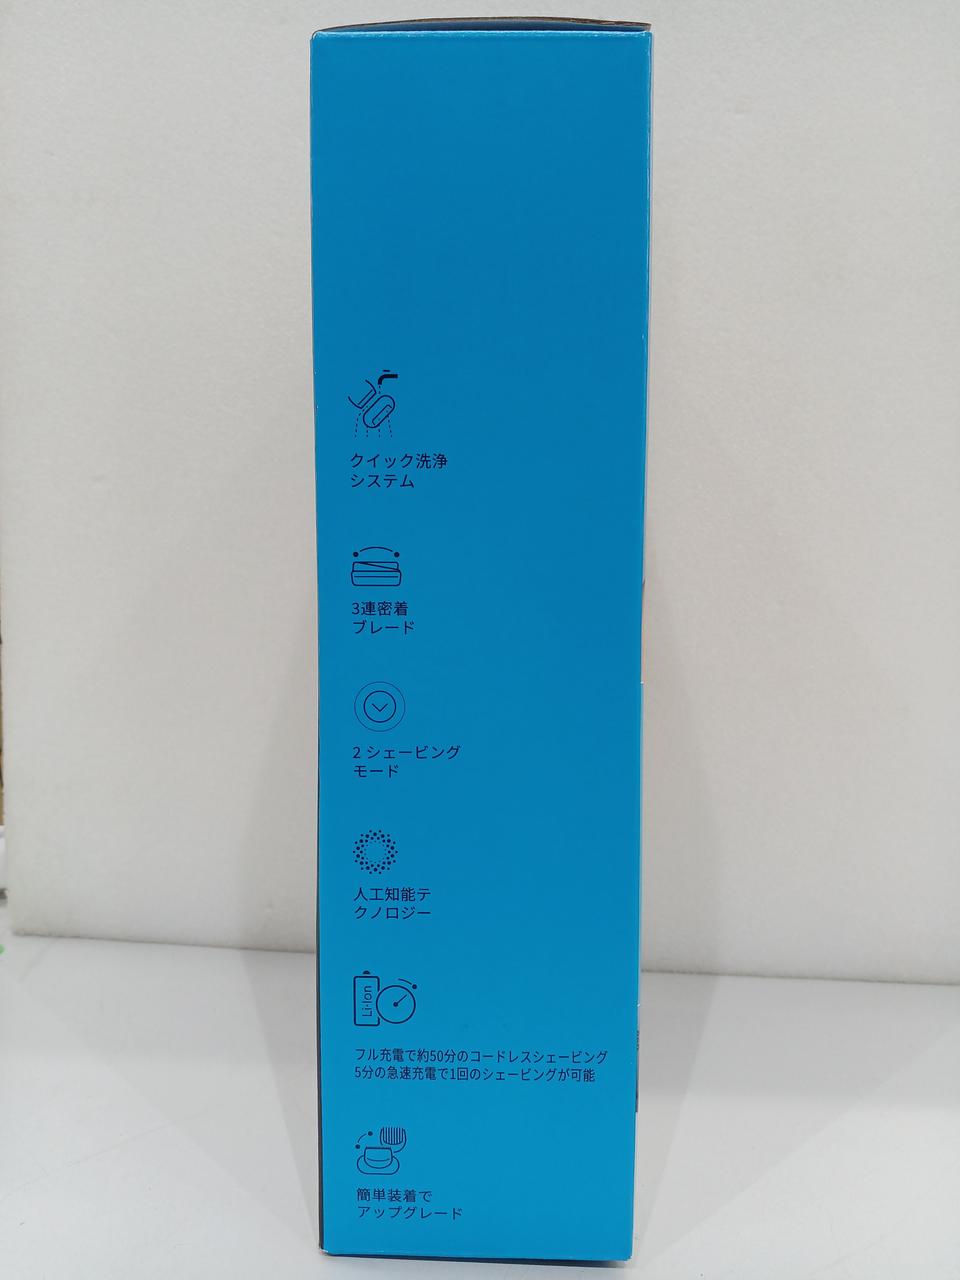 クイック洗浄
システム
3連密着
ブレード
2 シェービング
モード
人工知能テ
クノロジー
Li-Ion
フル充電で約50分のコードレスシェービング
5分の急速充電で1回のシェービングが可能
簡単装着で
アップグレード